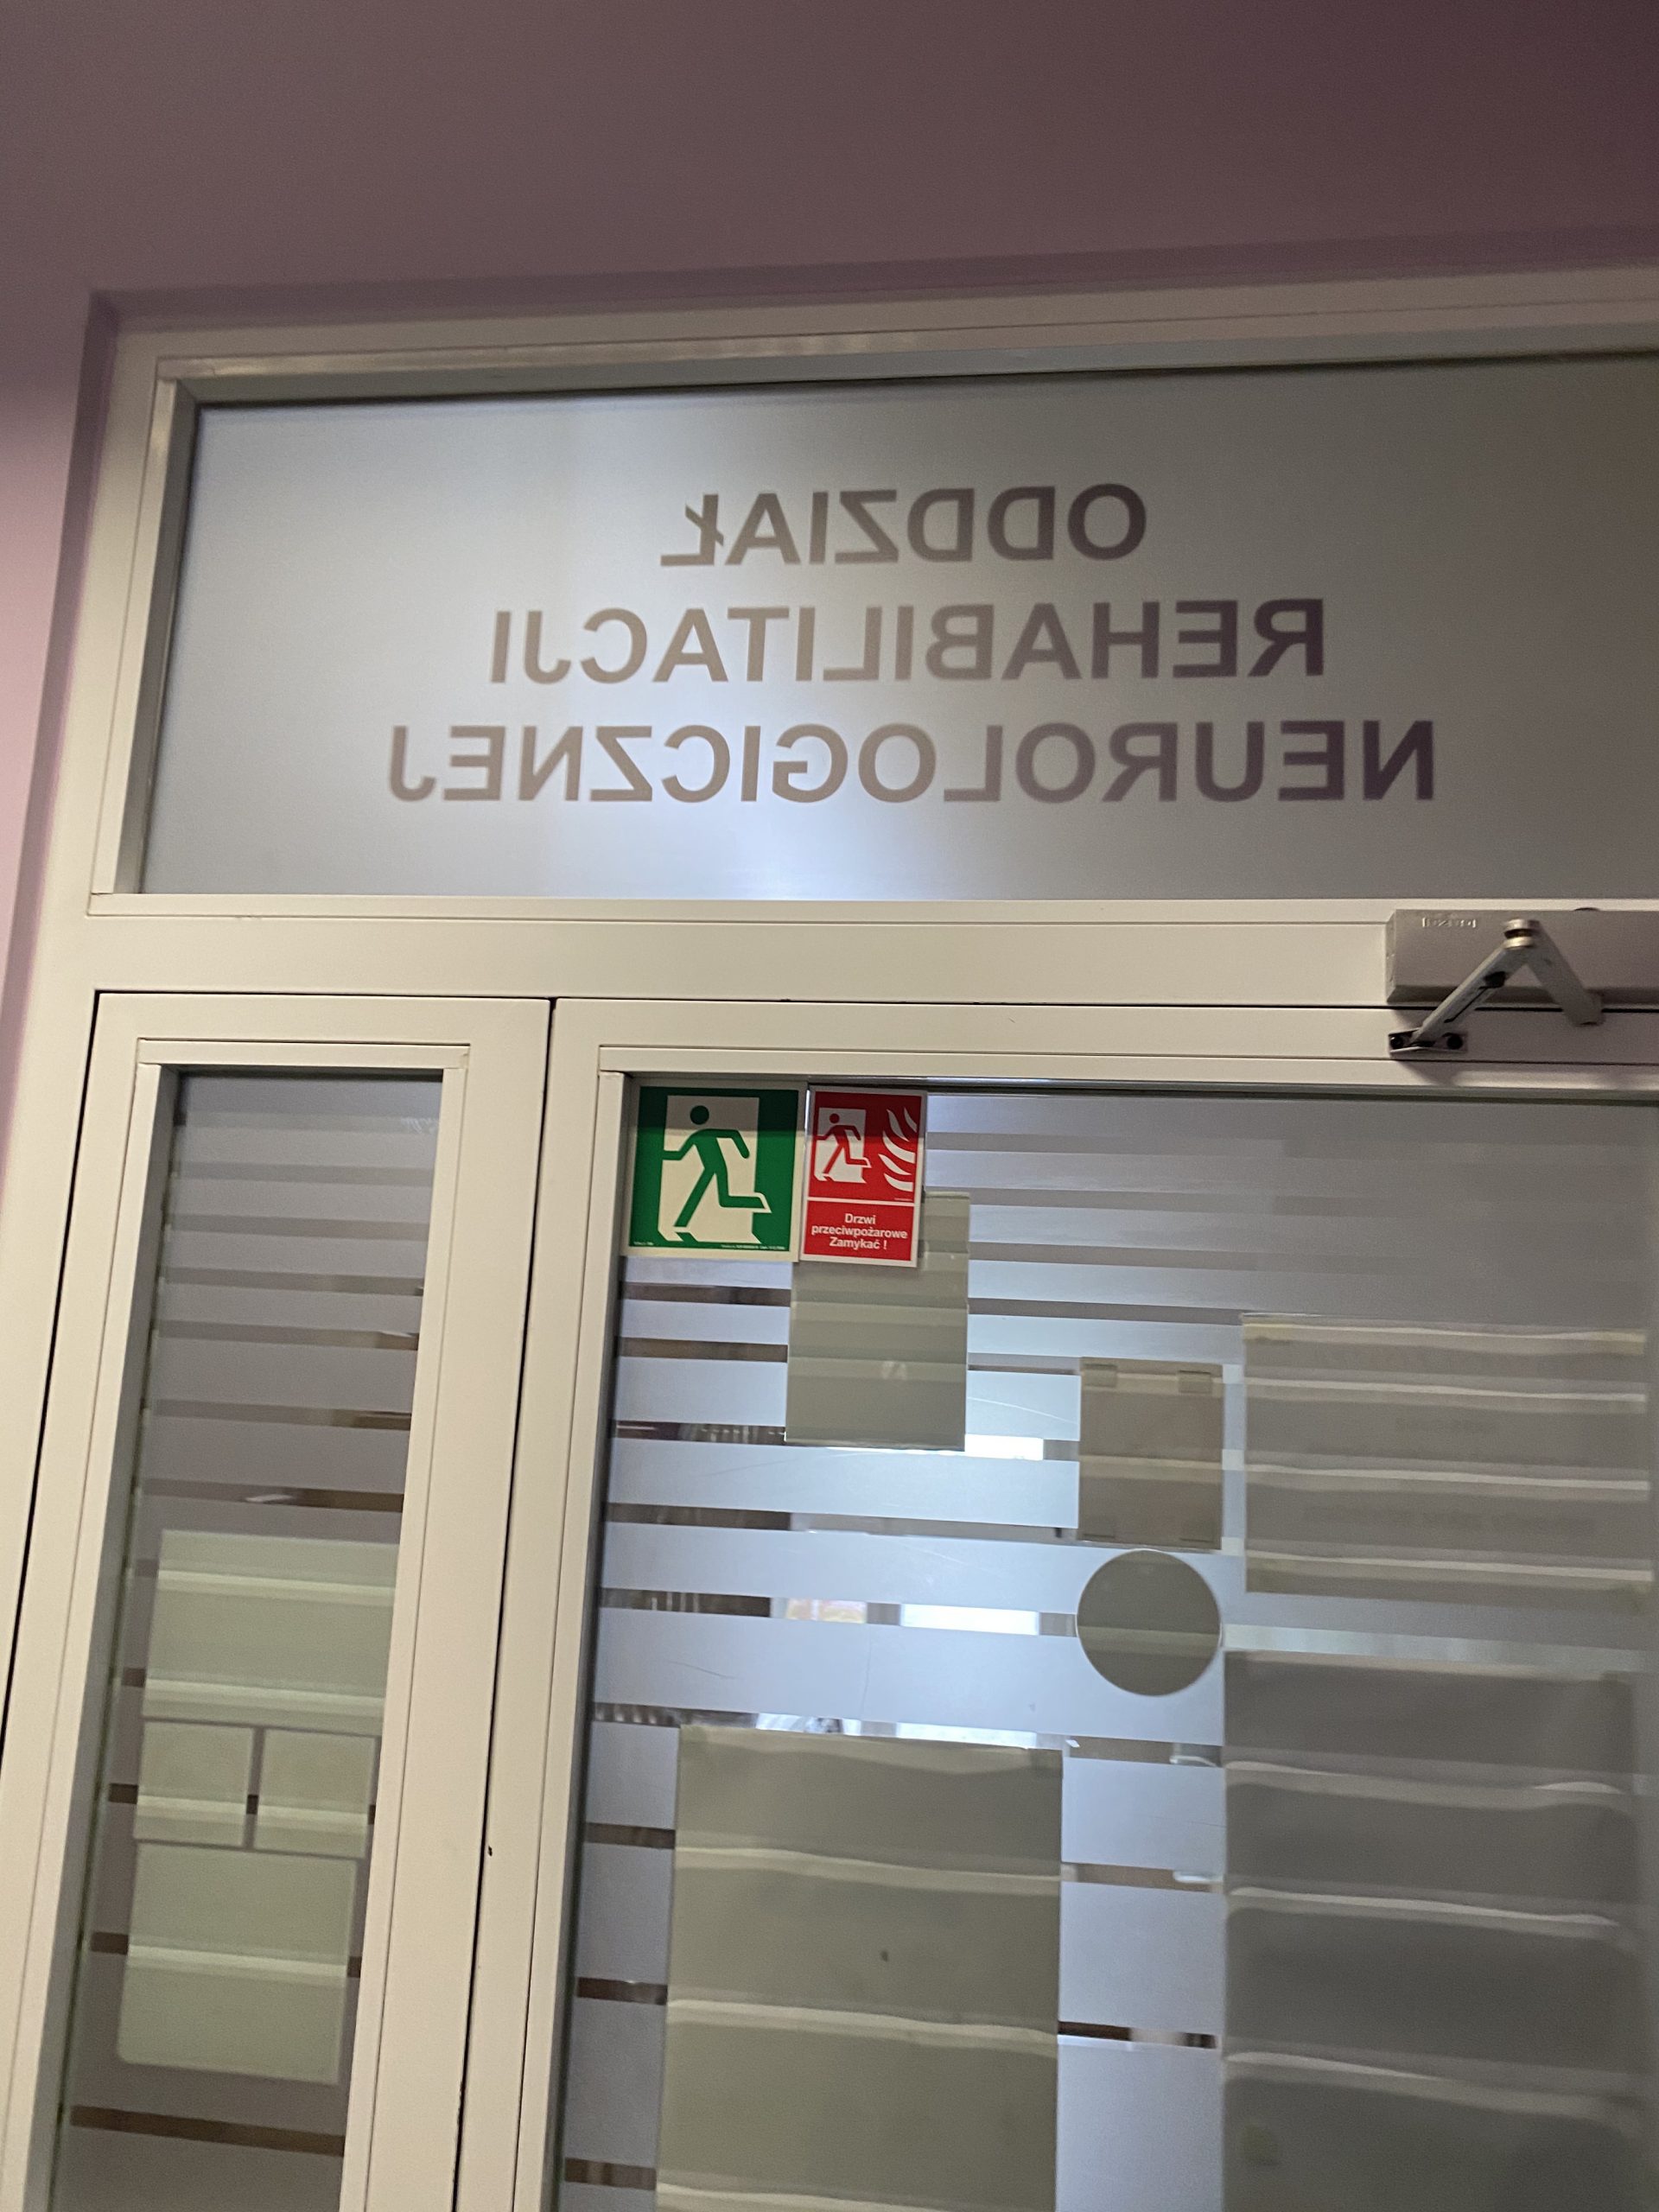 ODDZIAŁ
REHABILITACJI
NEUROLOGICZNEJ
Drzwi
przeciwpożarowe
Zamykać !